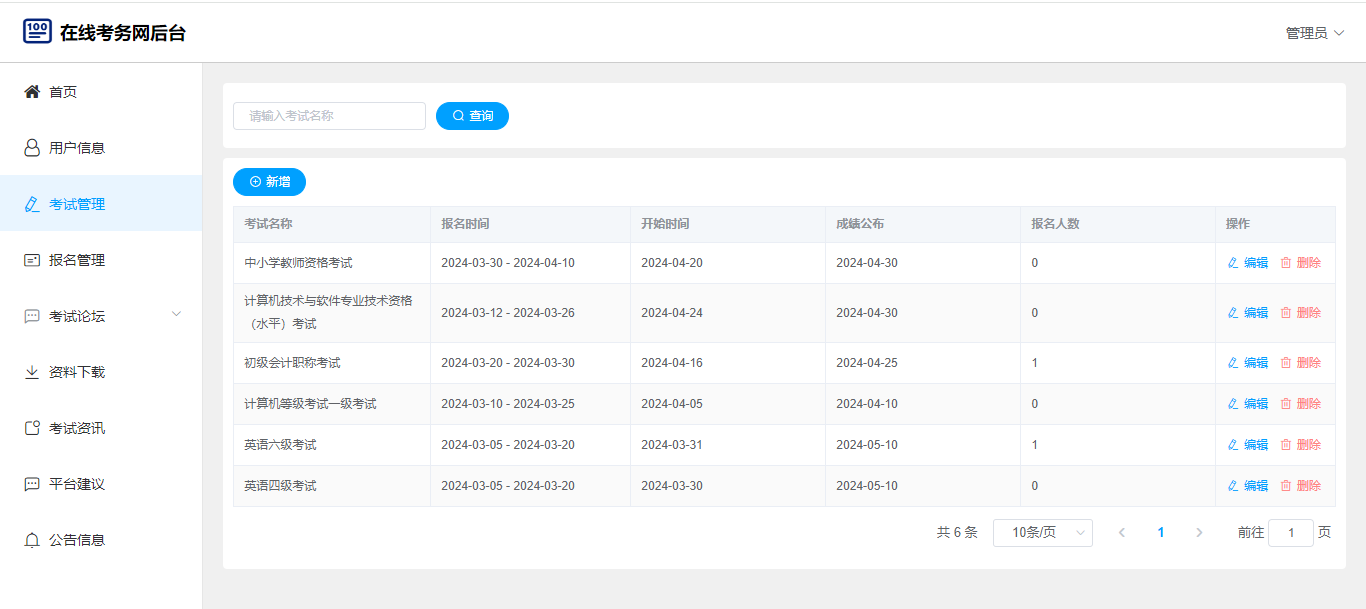 100
在线考务网后台
管理员
首页
用户信息
考试管理
报名管理
考试论坛
资料下载
考试资讯
平台建议
公告信息
请输入考试名称
查询
新增
考试名称 报名时间 开始时间 成绩公布 报名人数 操作
中小学教师资格考试 2024-03-30 - 2024-04-10 2024-04-20 2024-04-30 0 编辑 删除
计算机技术与软件专业技术资格
（水平）考试 2024-03-12 - 2024-03-26 2024-04-24 2024-04-30 0 编辑 删除
初级会计职称考试 2024-03-20 - 2024-03-30 2024-04-16 2024-04-25 1 编辑 删除
计算机等级考试一级考试 2024-03-10 - 2024-03-25 2024-04-05 2024-04-10 0 编辑 删除
英语六级考试 2024-03-05 - 2024-03-20 2024-03-31 2024-05-10 1 编辑 删除
英语四级考试 2024-03-05 - 2024-03-20 2024-03-30 2024-05-10 0 编辑 删除
共 6 条 10条/页 1 前往 1 页